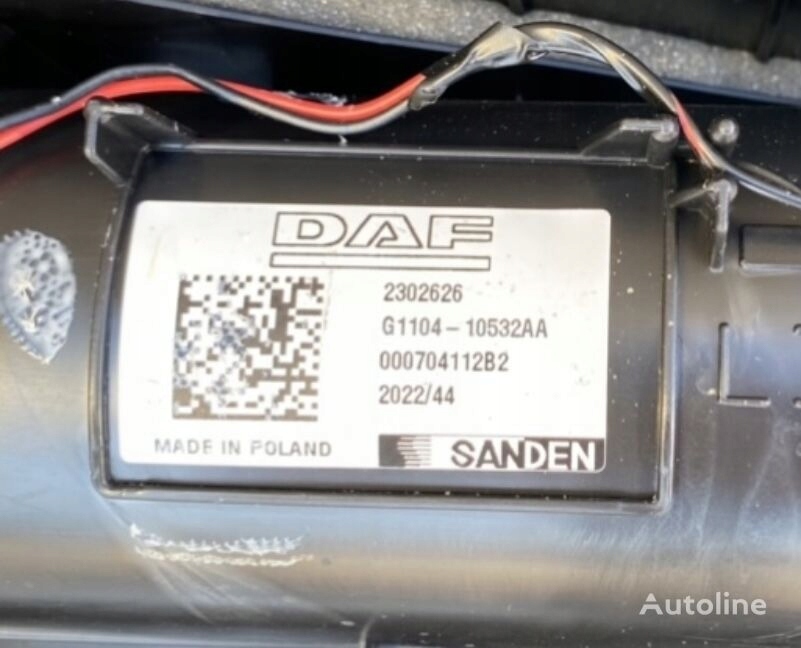 DAF
2302626
G1104-10532AA
000704112B2
2022/44
MADE IN POLAND
SANDEN
Autoline